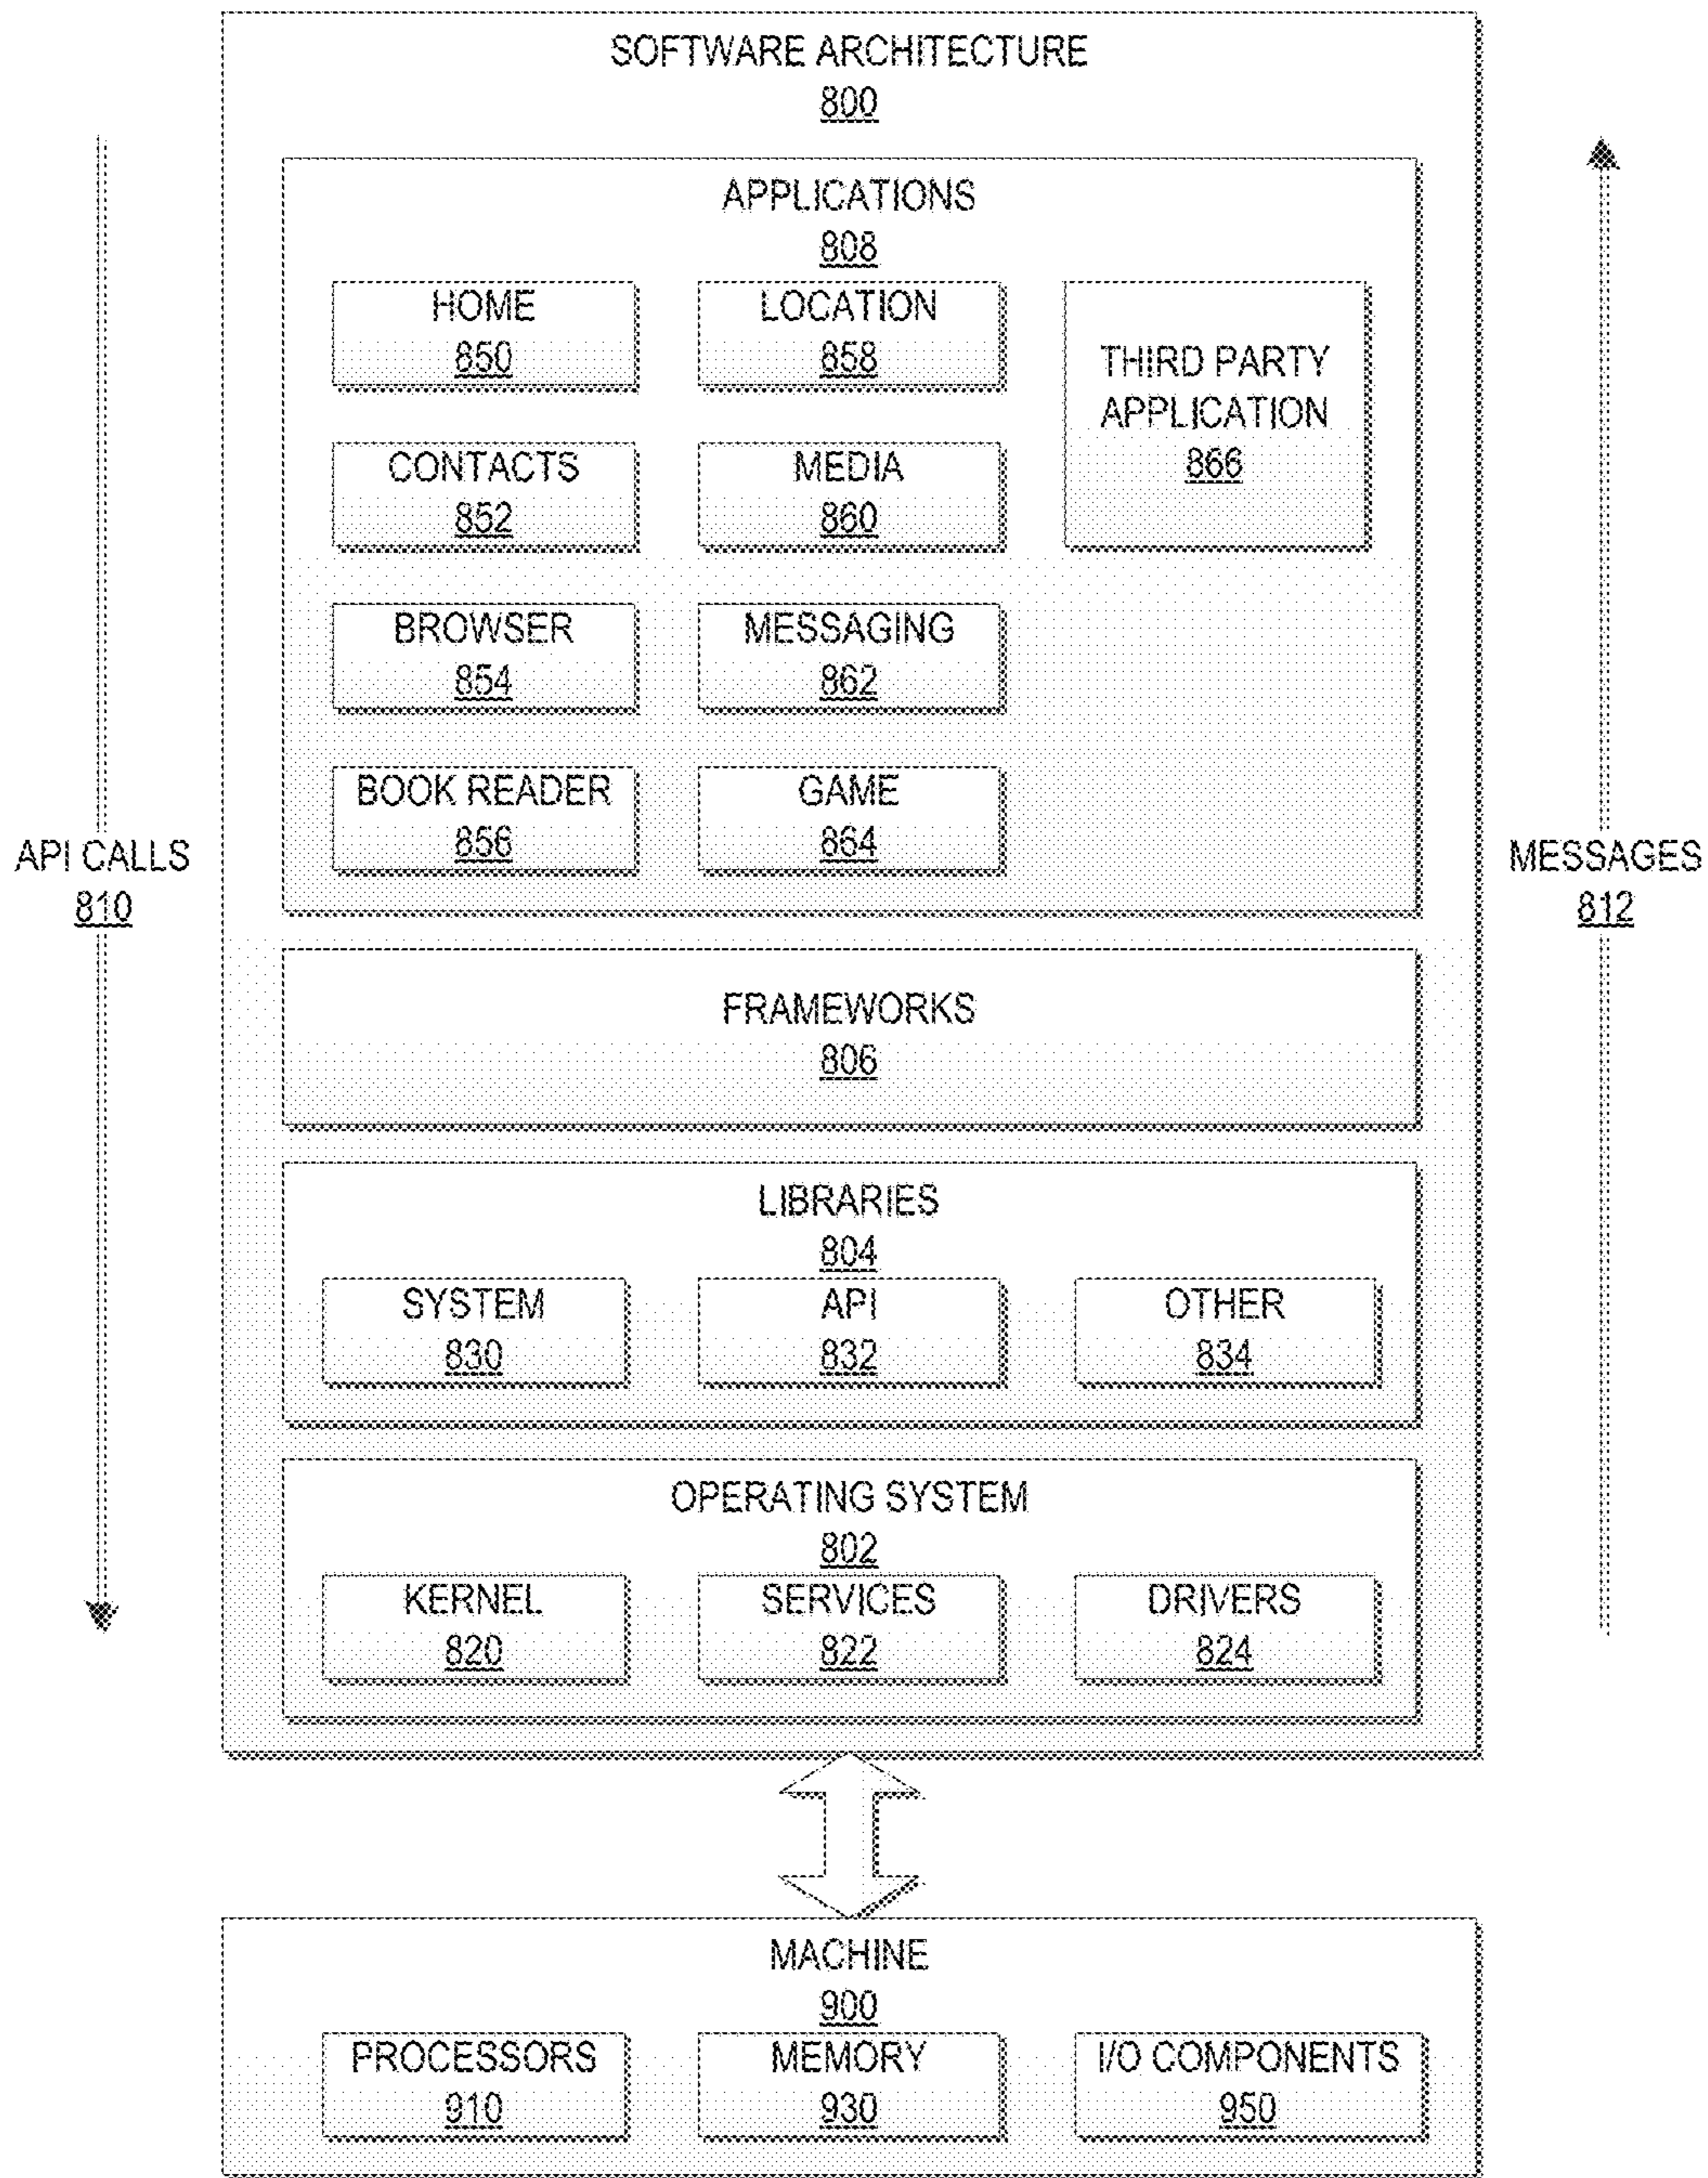 SOFTWARE ARCHITECTURE
800
APPLICATIONS
808
HOME
850
LOCATION
858
THIRD PARTY
APPLICATION
866
CONTACTS
852
MEDIA
860
BROWSER
854
MESSAGING
862
BOOK READER
856
GAME
864
API CALLS
810
MESSAGES
812
FRAMEWORKS
806
LIBRARIES
804
SYSTEM
830
API
832
OTHER
834
OPERATING SYSTEM
802
KERNEL
820
SERVICES
822
DRIVERS
824
MACHINE
900
PROCESSORS
910
MEMORY
930
I/O COMPONENTS
950